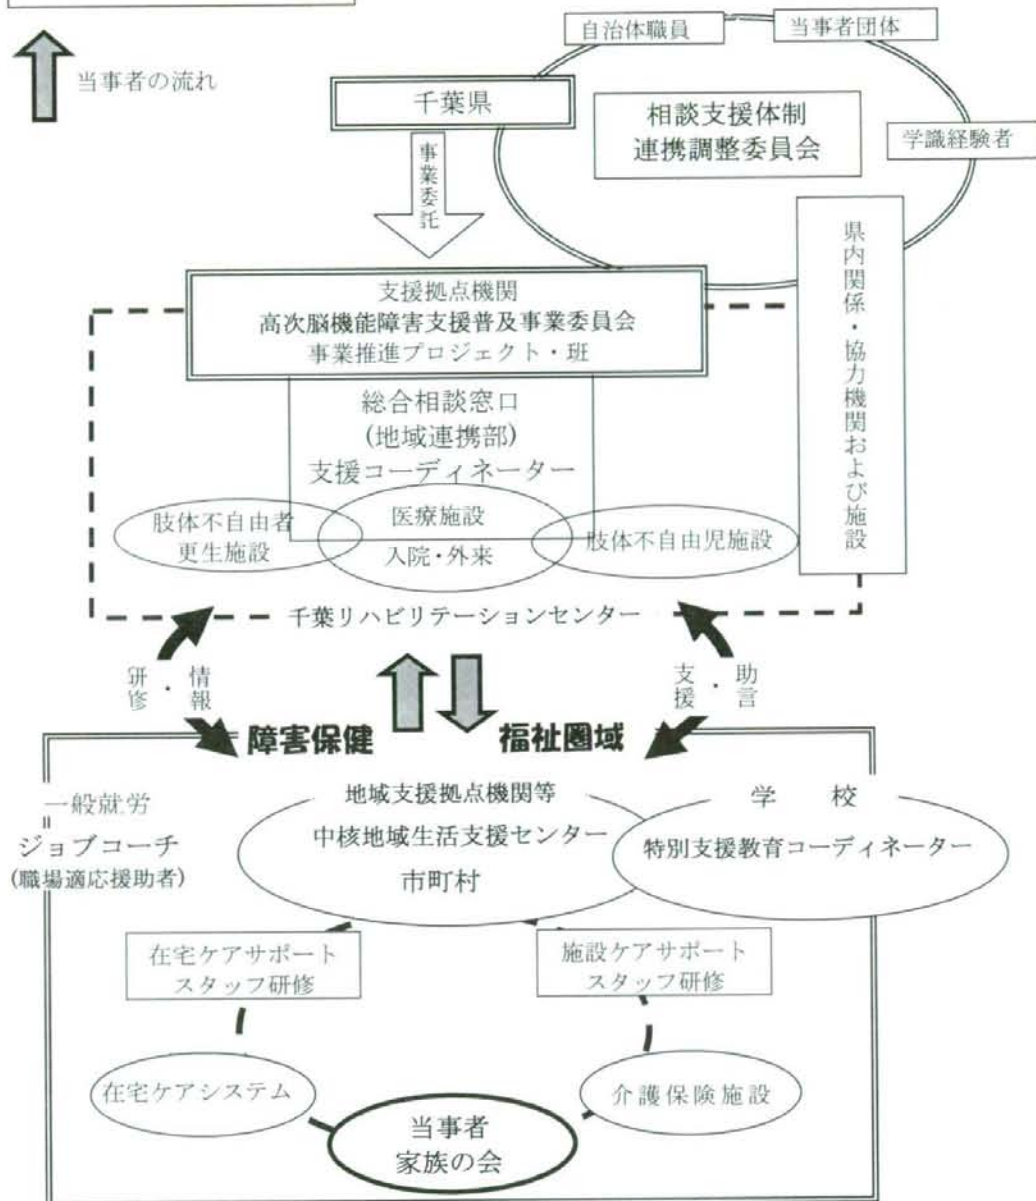 自治体職員
当事者団体
当事者の流れ
千葉県
相談支援体制
連携調整委員会
学識経験者
事業委託
県内関係・協力機関および施設
支援拠点機関
高次脳機能障害支援普及事業委員会
事業推進プロジェクト・班
総合相談窓口
(地域連携部)
支援コーディネーター
肢体不自由者
更生施設
医療施設
入院・外来
肢体不自由児施設
千葉リハビリテーションセンター
情報・研修
助言・支援
障害保健 福祉圏域
一般就労
ジョブコーチ
(職場適応援助者)
地域支援拠点機関等
中核地域生活支援センター
市町村
学 校
特別支援教育コーディネーター
在宅ケアサポート
スタッフ研修
施設ケアサポート
スタッフ研修
在宅ケアシステム
介護保険施設
当事者
家族の会